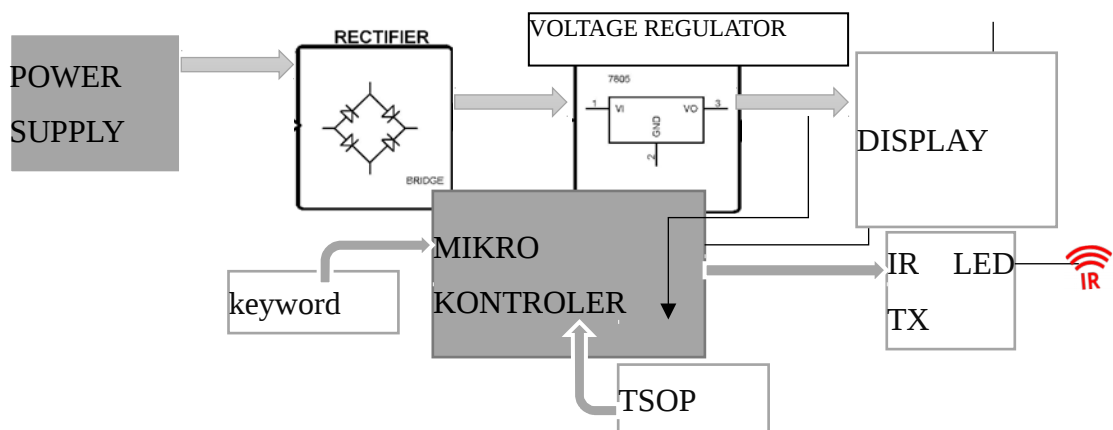 VOLTAGE REGULATOR
RECTIFIER
POWER
SUPPLY
7805
1 VI VO 3
GND
2
BRIDGE
DISPLAY
MIKRO
KONTROLER
keyword
IR LED
TX
IR
TSOP